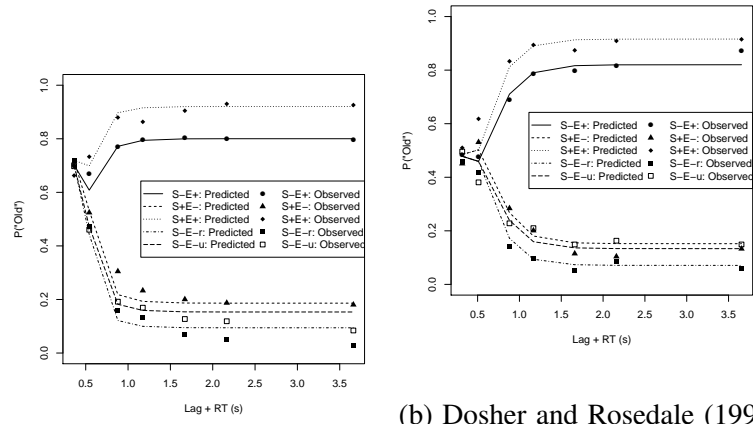 P("Old")
1.0
0.8
0.6
0.4
0.2
0.0
S−E+: Predicted
S+E−: Predicted
S+E+: Predicted
S−E−r: Predicted
S−E−u: Predicted
S−E+: Observed
S+E−: Observed
S+E+: Observed
S−E−r: Observed
S−E−u: Observed
0.5 1.0 1.5 2.0 2.5 3.0 3.5
Lag + RT (s)
P("Old")
1.0
0.8
0.6
0.4
0.2
0.0
S−E+: Predicted
S+E−: Predicted
S+E+: Predicted
S−E−r: Predicted
S−E−u: Predicted
S−E+: Observed
S+E−: Observed
S+E+: Observed
S−E−r: Observed
S−E−u: Observed
0.5 1.0 1.5 2.0 2.5 3.0 3.5
Lag + RT (s)
(b) Dosher and Rosedale (199